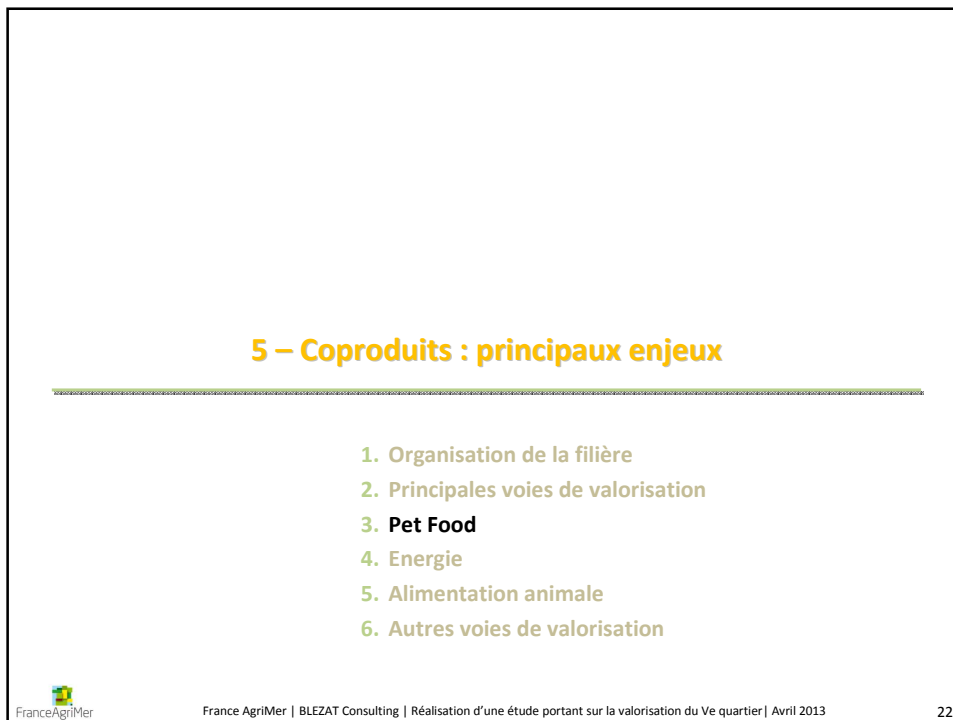 5 – Coproduits : principaux enjeux
1. Organisation de la filière
2. Principales voies de valorisation
3. Pet Food
4. Energie
5. Alimentation animale
6. Autres voies de valorisation
FranceAgriMer
France AgriMer | BLEZAT Consulting | Réalisation d'une étude portant sur la valorisation du Ve quartier| Avril 2013
22